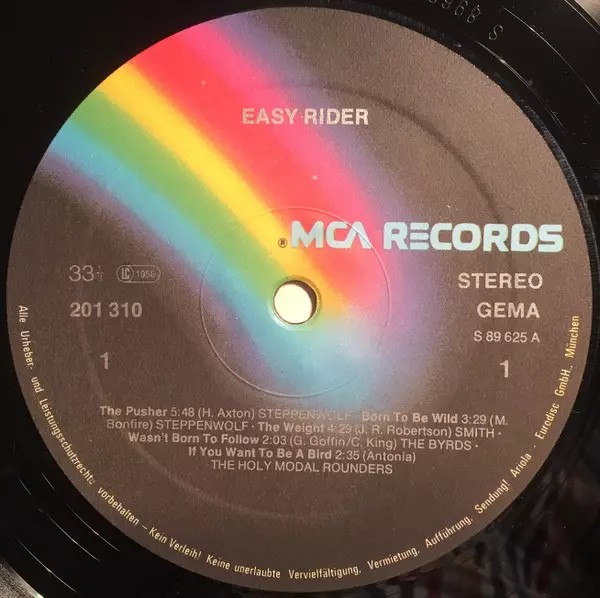 S 8968
EASY RIDER
® MCA RECORDS
33⅓ LC 1056
STEREO
201 310
GEMA
S 89 625 A
1
1
The Pusher 5:48 (H. Axton) STEPPENWOLF · Born To Be Wild 3:29 (M.
Bonfire) STEPPENWOLF · The Weight 4:29 (J. R. Robertson) SMITH ·
Wasn't Born To Follow 2:03 (G. Goffin/C. King) THE BYRDS ·
If You Want To Be A Bird 2:35 (Antonia)
THE HOLY MODAL ROUNDERS
Alle Urheber- und Leistungsschutzrechte vorbehalten – Kein Verleih! Keine unerlaubte Vervielfältigung, Vermietung, Aufführung, Sendung! Ariola - Eurodisc GmbH., München